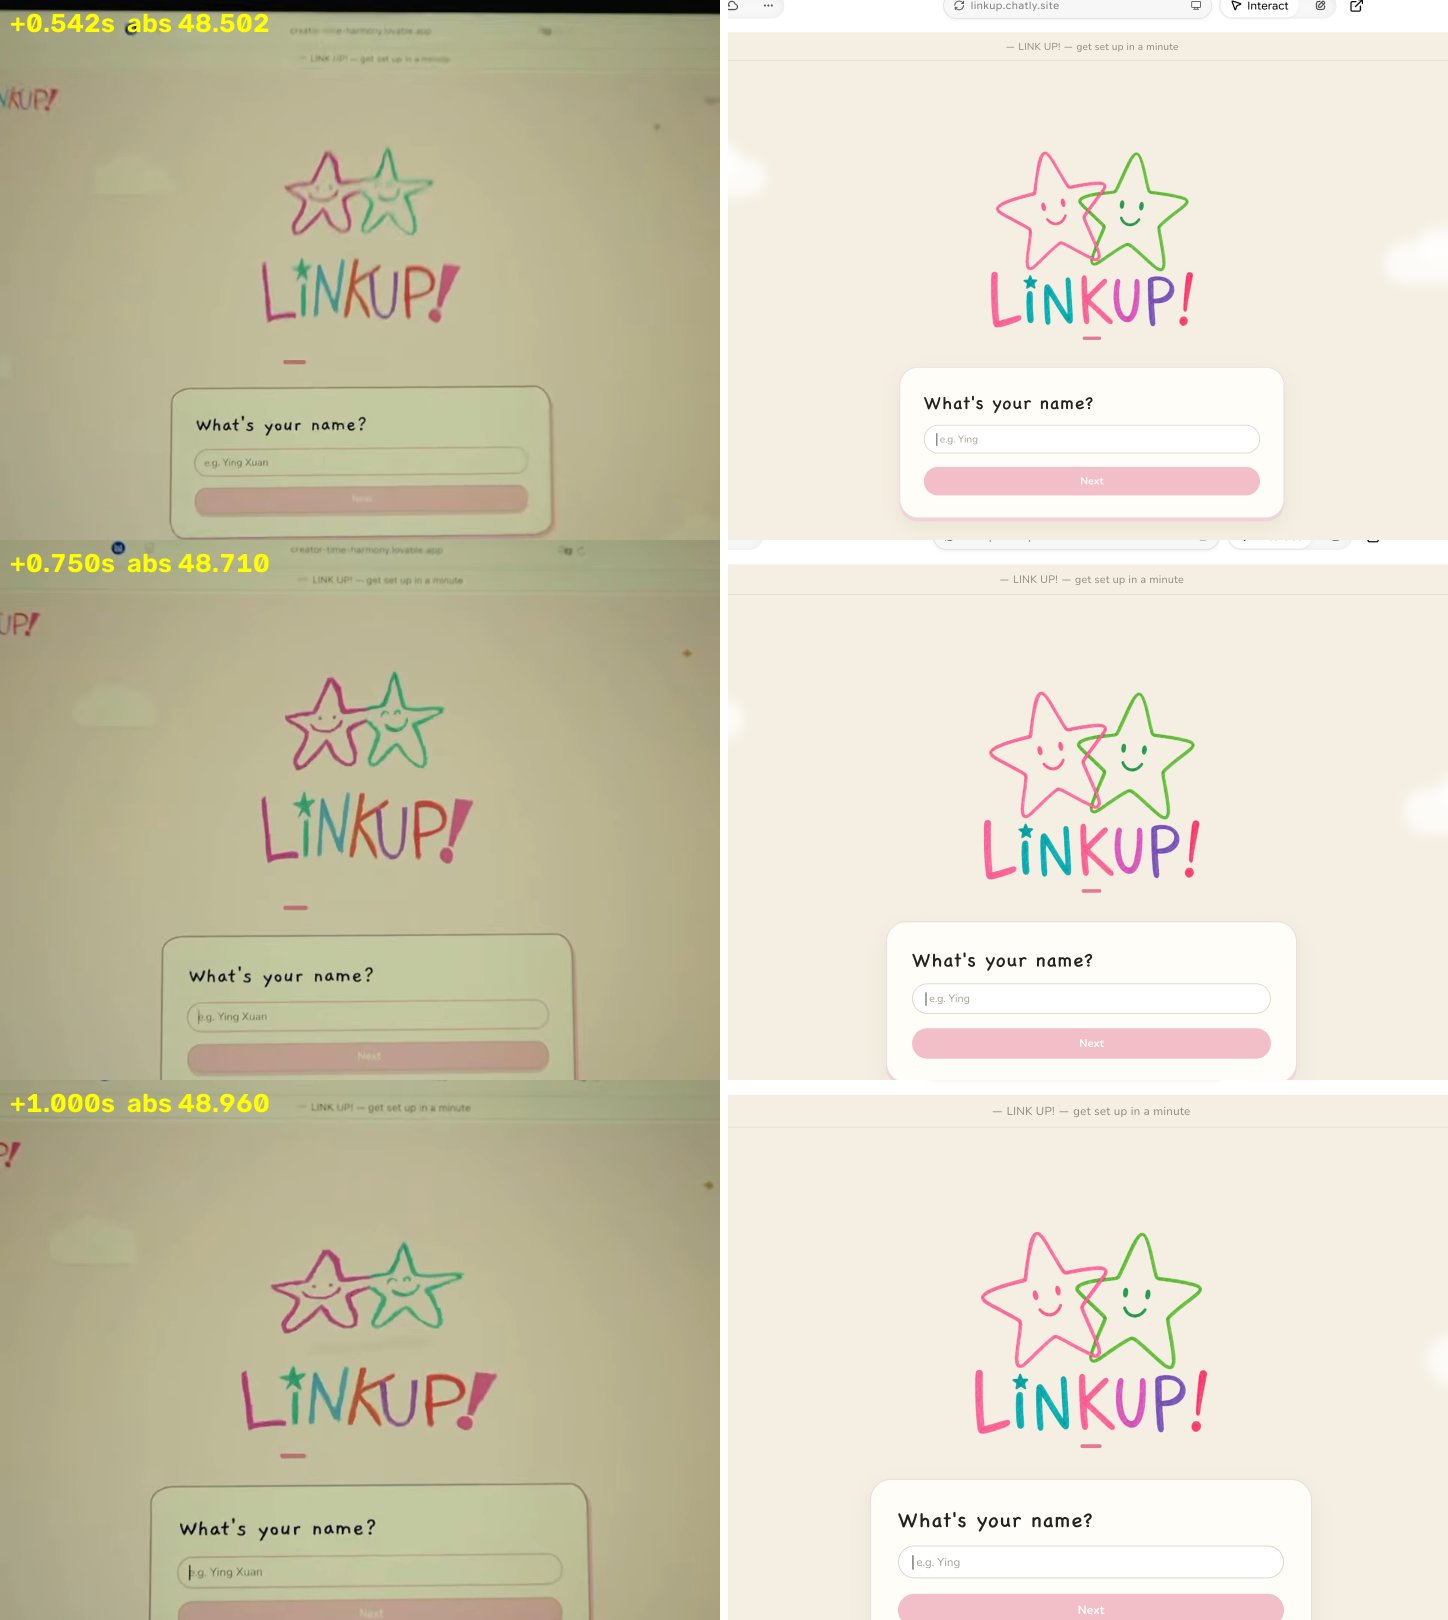 +0.542s abs 48.502
creator-time-harmony.lovable.app
— LINK UP! — get set up in a minute
NKUP!
LiNKUP!
What's your name?
e.g. Ying Xuan
Next
linkup.chatly.site
Interact
— LINK UP! — get set up in a minute
LiNKUP!
What's your name?
e.g. Ying
Next
+0.750s abs 48.710
creator-time-harmony.lovable.app
— LINK UP! — get set up in a minute
UP!
LiNKUP!
What's your name?
e.g. Ying Xuan
Next
— LINK UP! — get set up in a minute
LiNKUP!
What's your name?
e.g. Ying
Next
+1.000s abs 48.960
— LINK UP! — get set up in a minute
P!
LiNKUP!
What's your name?
e.g. Ying Xuan
Next
— LINK UP! — get set up in a minute
LiNKUP!
What's your name?
e.g. Ying
Next